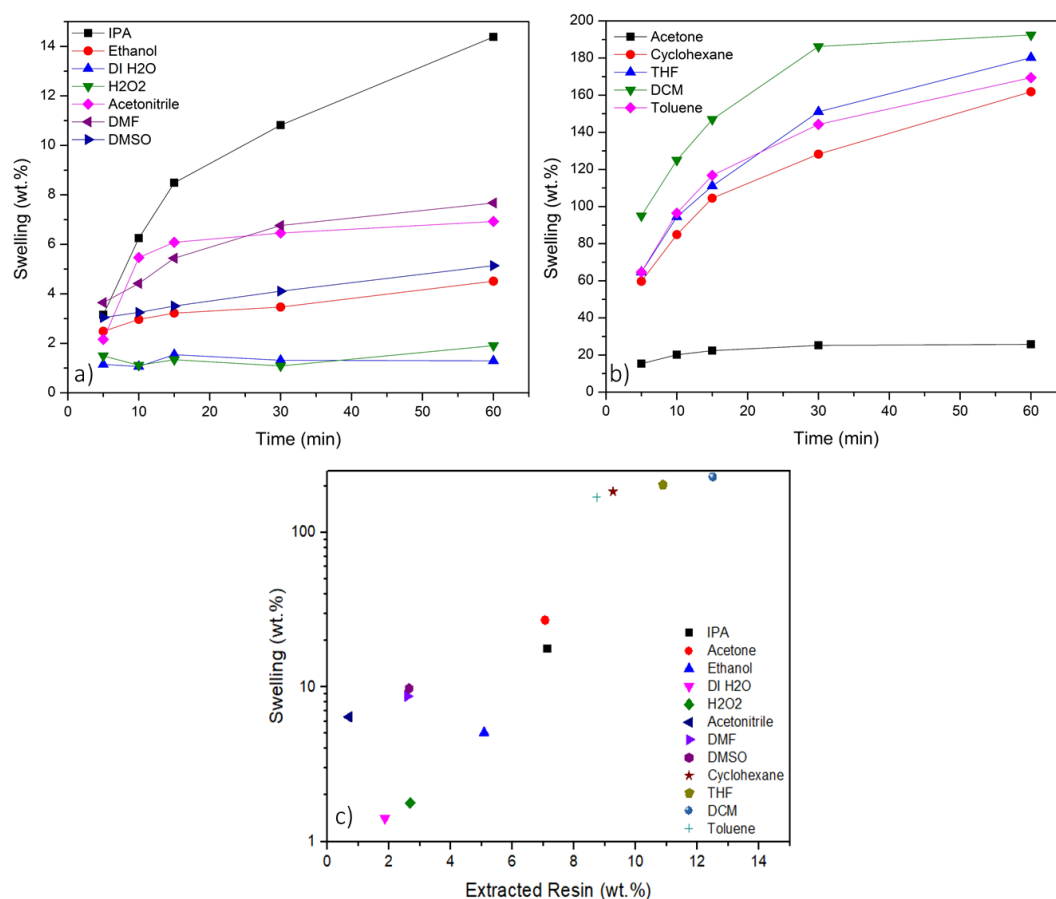 IPA
Ethanol
DI H2O
H2O2
Acetonitrile
DMF
DMSO
14
12
10
8
6
4
2
0
Swelling (wt.%)
a)
0
10
20
30
40
50
60
Time (min)
Acetone
Cyclohexane
THF
DCM
Toluene
200
180
160
140
120
100
80
60
40
20
0
Swelling (wt.%)
b)
0
10
20
30
40
50
60
Time (min)
100
10
1
Swelling (wt.%)
IPA
Acetone
Ethanol
DI H2O
H2O2
Acetonitrile
DMF
DMSO
Cyclohexane
THF
DCM
Toluene
c)
0
2
4
6
8
10
12
14
Extracted Resin (wt.%)